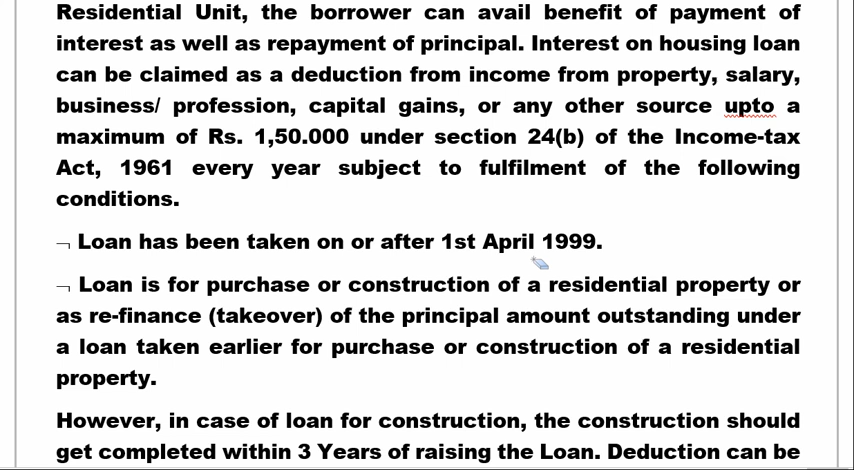 Residential Unit, the borrower can avail benefit of payment of
interest as well as repayment of principal. Interest on housing loan
can be claimed as a deduction from income from property, salary,
business/ profession, capital gains, or any other source upto a
maximum of Rs. 1,50.000 under section 24(b) of the Income-tax
Act, 1961 every year subject to fulfilment of the following
conditions.
¬ Loan has been taken on or after 1st April 1999.
¬ Loan is for purchase or construction of a residential property or
as re-finance (takeover) of the principal amount outstanding under
a loan taken earlier for purchase or construction of a residential
property.
However, in case of loan for construction, the construction should
get completed within 3 Years of raising the Loan. Deduction can be